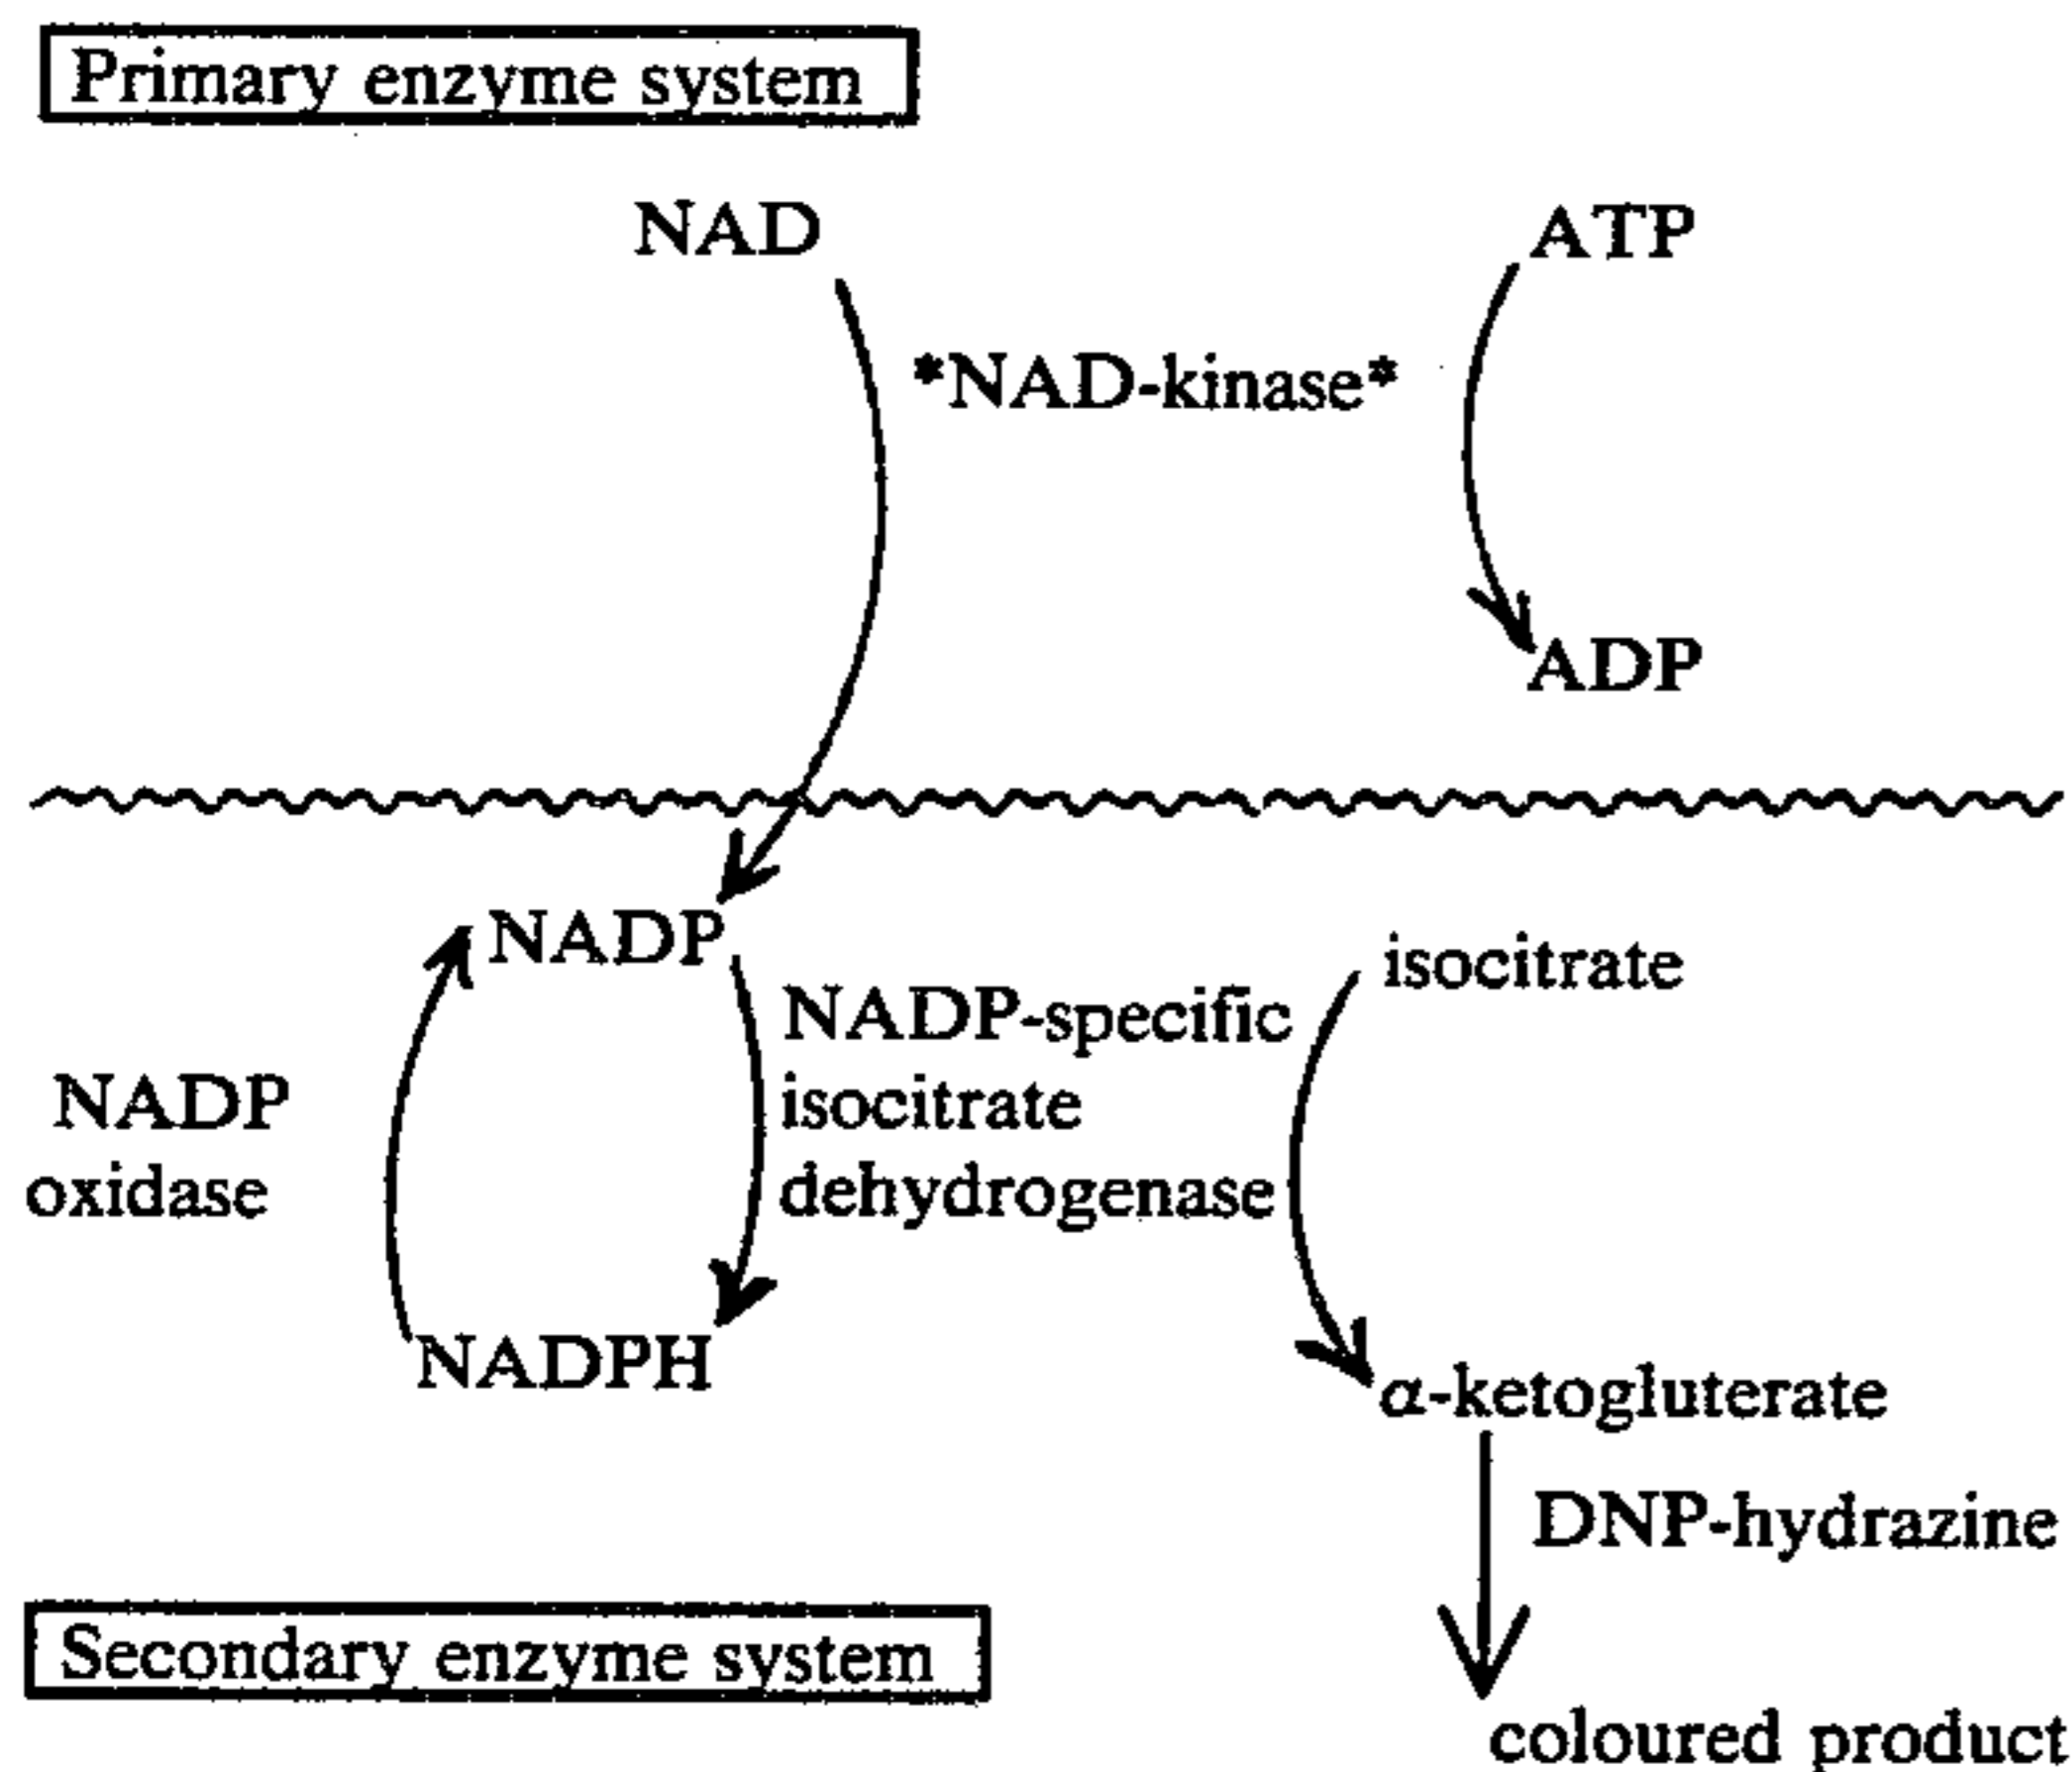 Primary enzyme system
NAD
ATP
*NAD-kinase*
ADP
NADP
isocitrate
NADP-specific
isocitrate
dehydrogenase
NADP
oxidase
NADPH
α-ketogluterate
DNP-hydrazine
Secondary enzyme system
coloured product